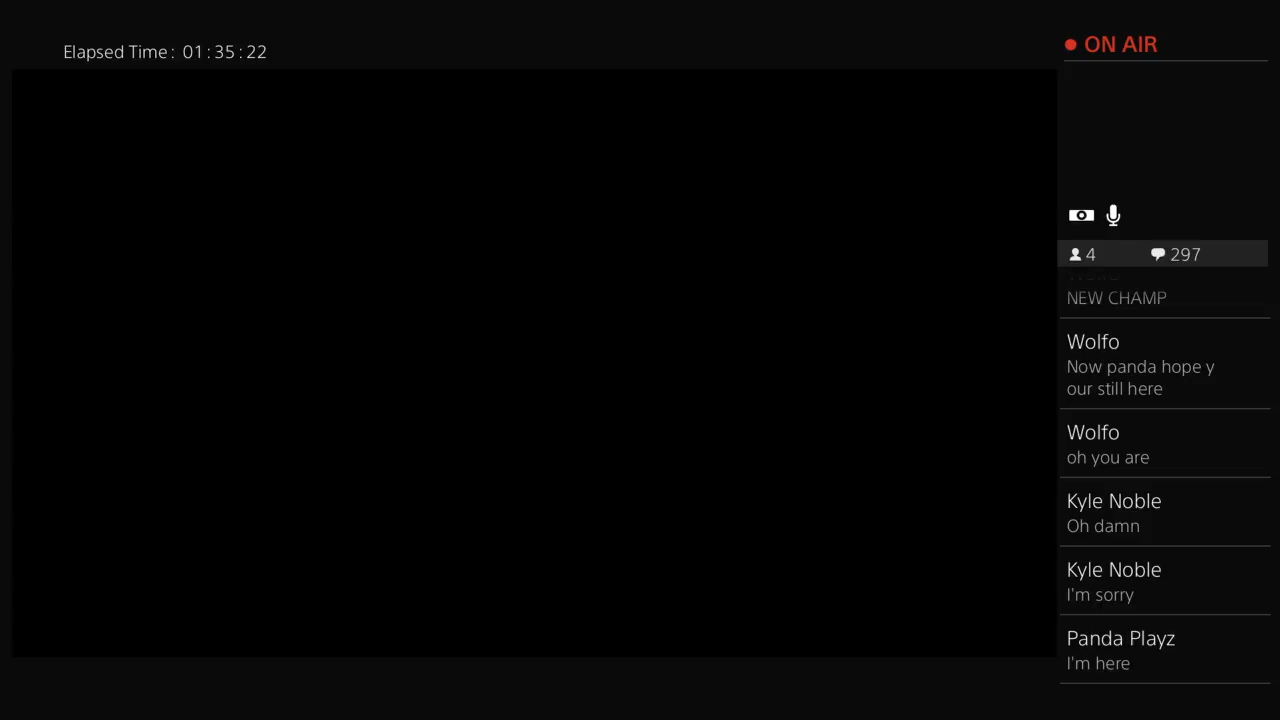 Elapsed Time: 01:35:22
ON AIR
4 297
NEW CHAMP
Wolfo
Now panda hope y
our still here
Wolfo
oh you are
Kyle Noble
Oh damn
Kyle Noble
I'm sorry
Panda Playz
I'm here